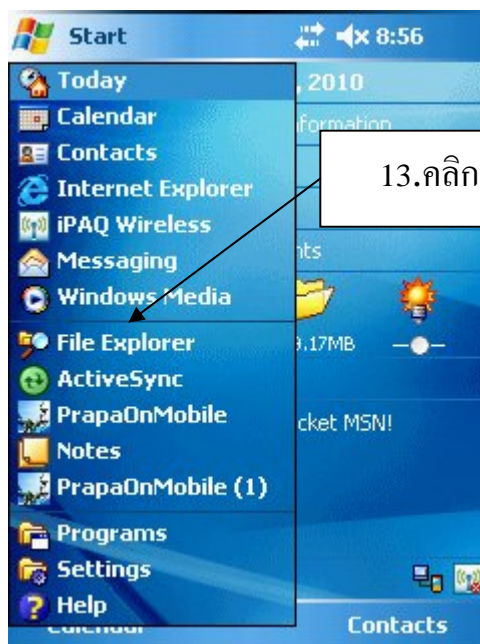 Start 8:56
Today
, 2010
Calendar
formation
Contacts
Internet Explorer
13.คลิก
iPAQ Wireless
nts
Messaging
Windows Media
File Explorer
9.17MB
ActiveSync
PrapaOnMobile
cket MSN!
Notes
PrapaOnMobile (1)
Programs
Settings
Help
Calendar Contacts